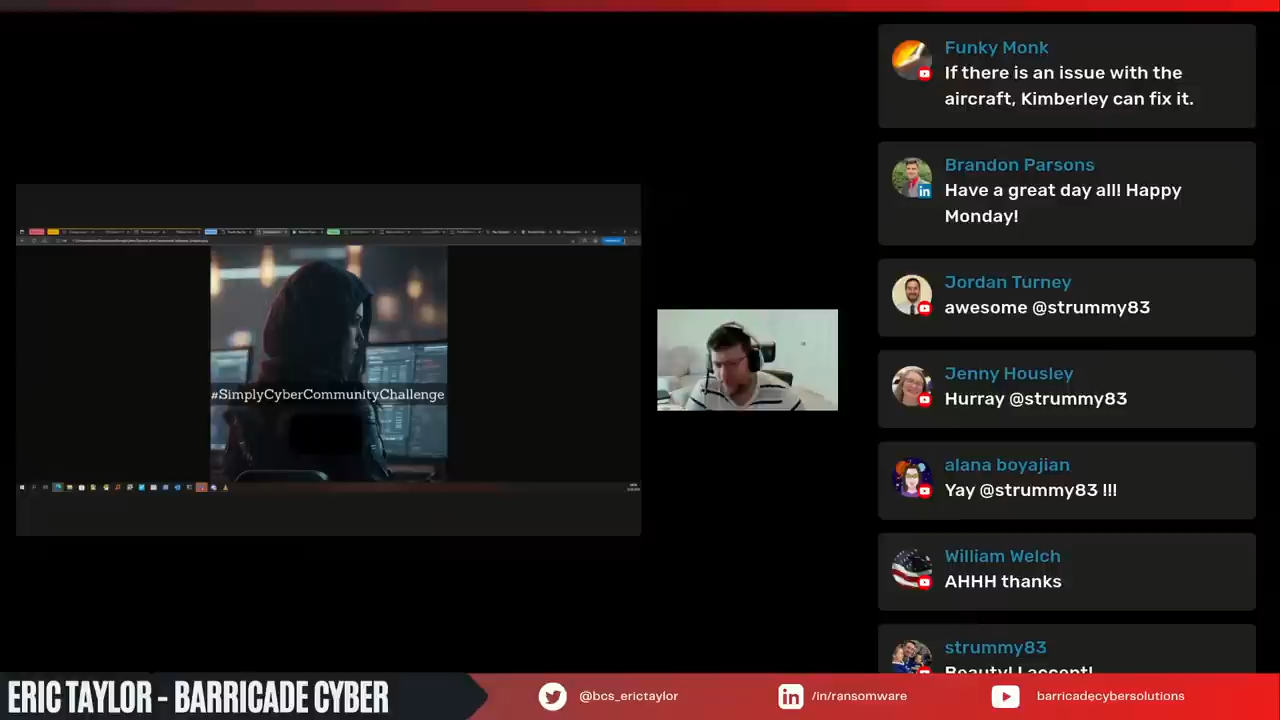 Funky Monk
If there is an issue with the
aircraft, Kimberley can fix it.
Brandon Parsons
Have a great day all! Happy
Monday!
Jordan Turney
awesome @strummy83
Jenny Housley
Hurray @strummy83
alana boyajian
Yay @strummy83 !!!
William Welch
AHHH thanks
strummy83
Beauty! I accept!
#SimplyCyberCommunityChallenge
ERIC TAYLOR - BARRICADE CYBER
@bcs_erictaylor
/in/ransomware
barricadecybersolutions